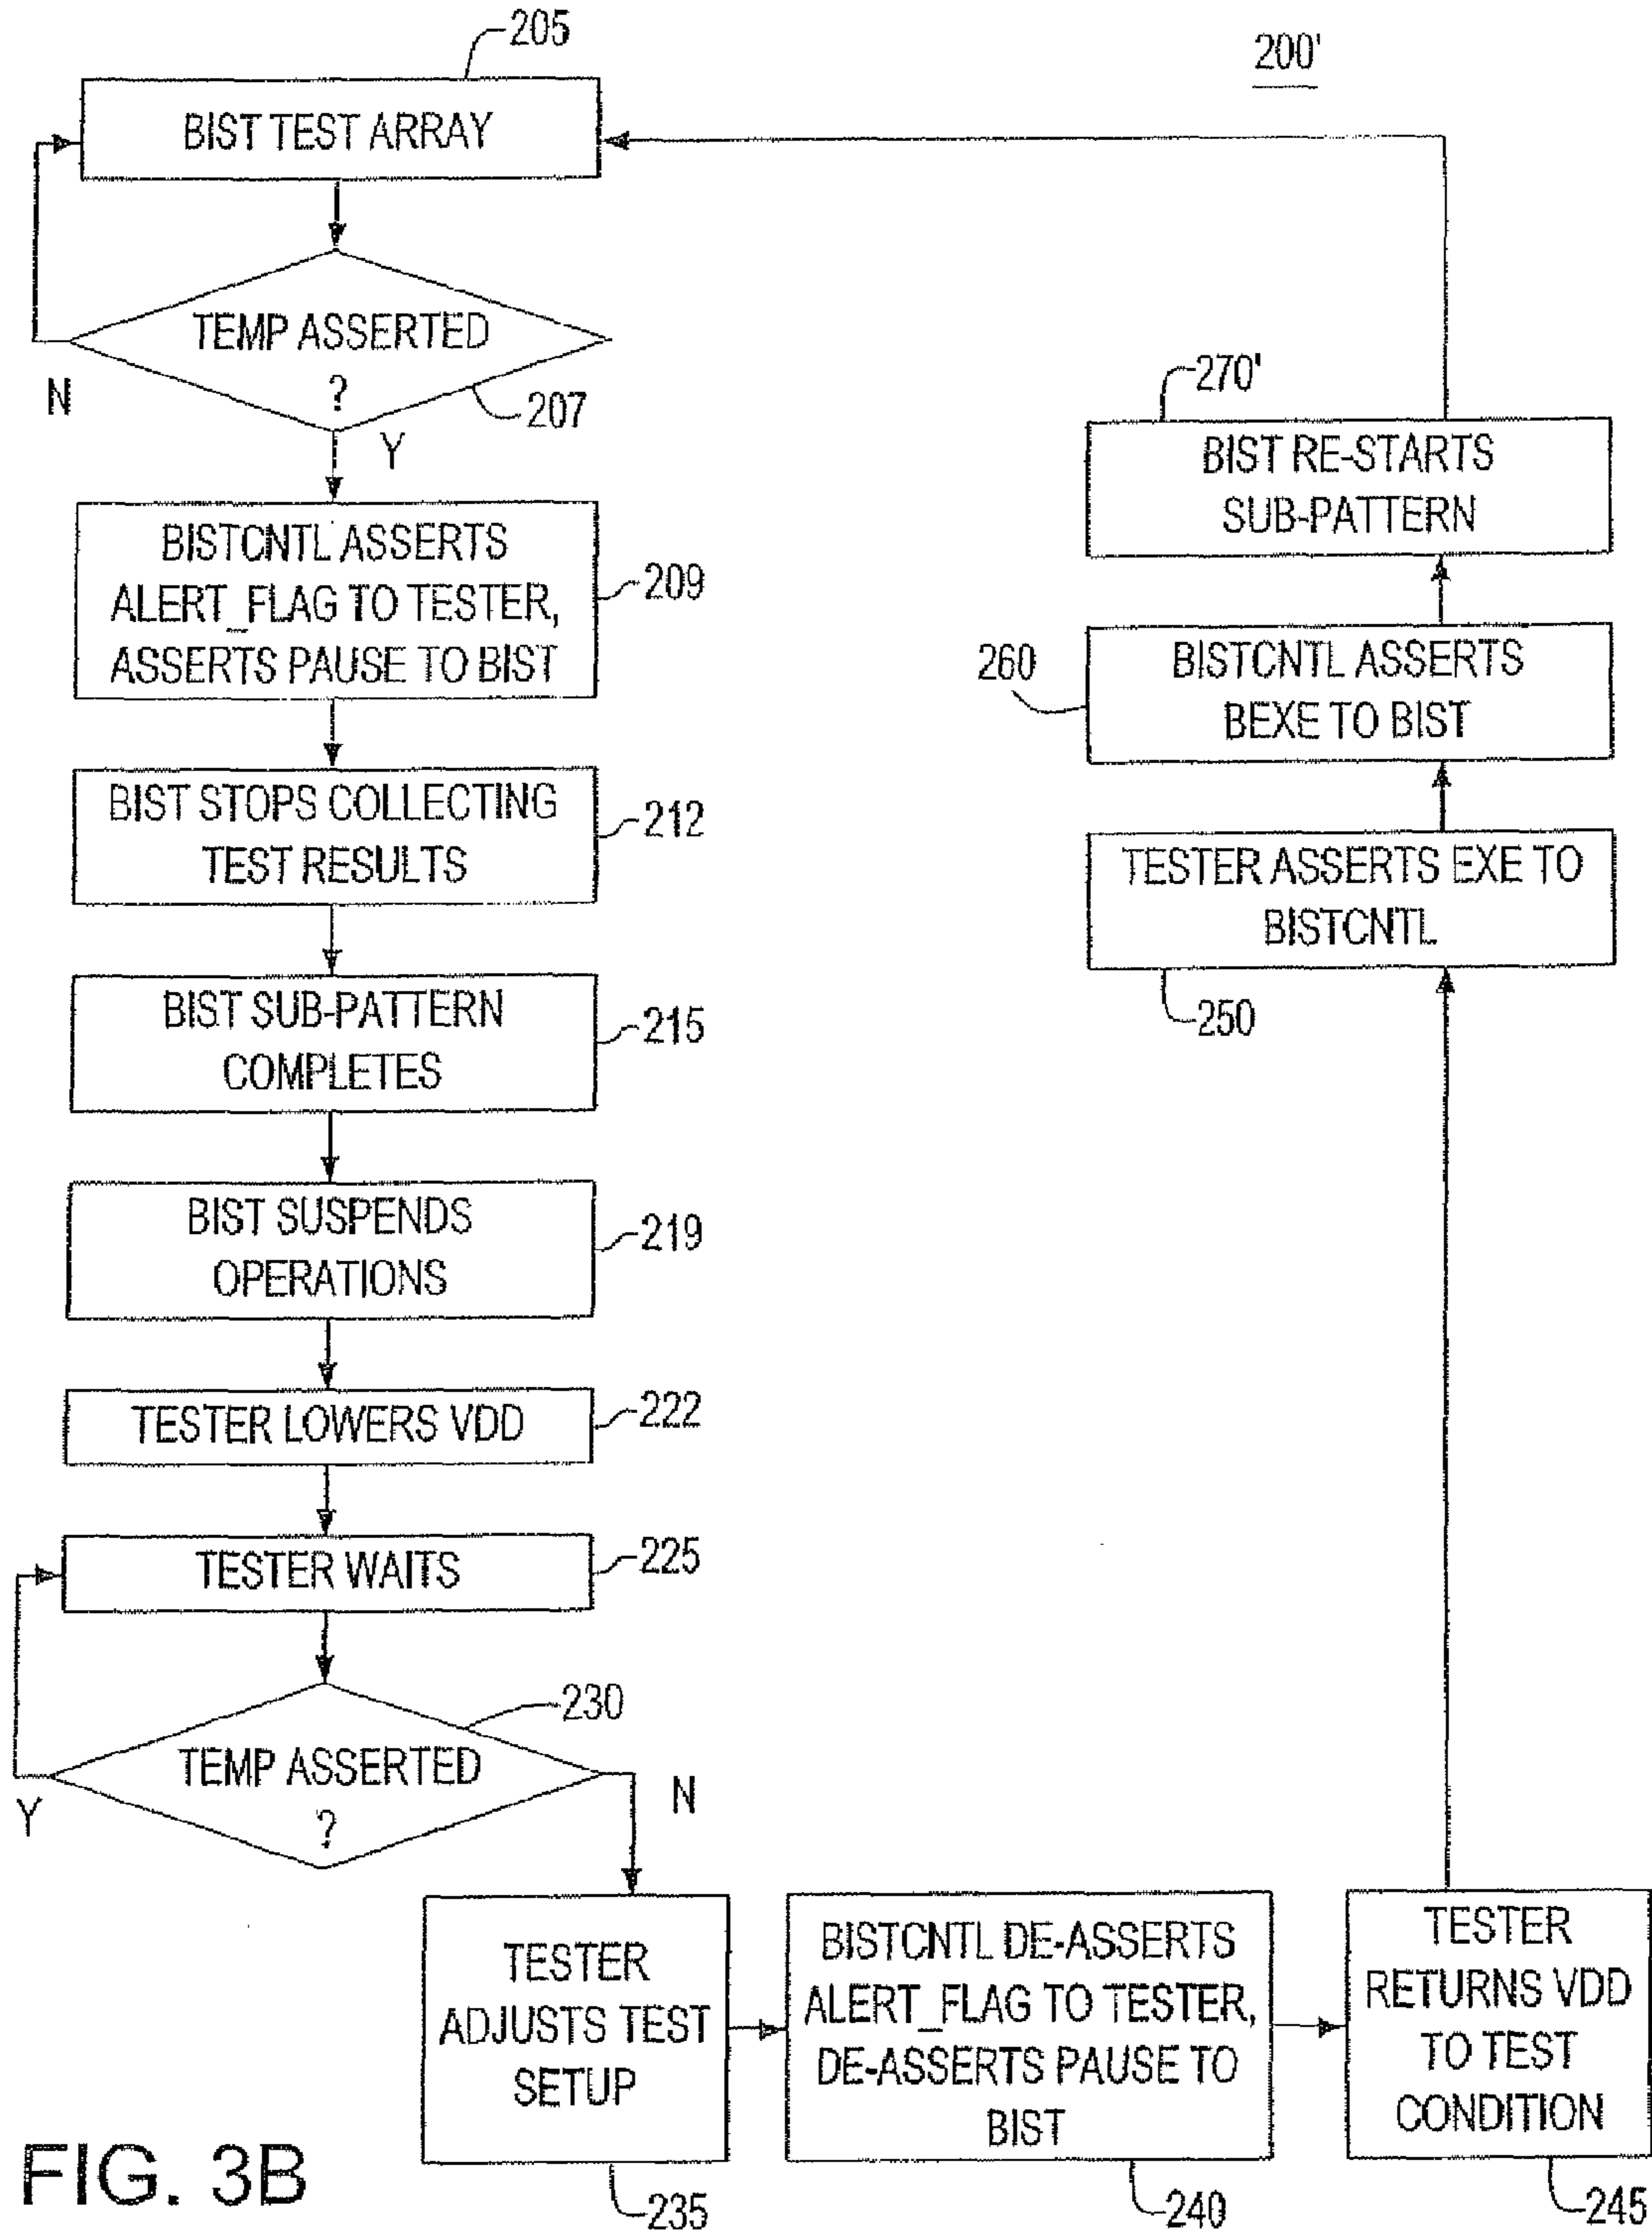 205
200'
BIST TEST ARRAY
TEMP ASSERTED
?
N
207
Y
BISTCNTL ASSERTS
ALERT_FLAG TO TESTER,
ASSERTS PAUSE TO BIST
209
BIST STOPS COLLECTING
TEST RESULTS
212
BIST SUB-PATTERN
COMPLETES
215
BIST SUSPENDS
OPERATIONS
219
TESTER LOWERS VDD
222
TESTER WAITS
225
TEMP ASSERTED
?
230
Y
N
TESTER
ADJUSTS TEST
SETUP
235
BISTCNTL DE-ASSERTS
ALERT_FLAG TO TESTER,
DE-ASSERTS PAUSE TO
BIST
240
TESTER
RETURNS VDD
TO TEST
CONDITION
245
TESTER ASSERTS EXE TO
BISTCNTL
250
BISTCNTL ASSERTS
BEXE TO BIST
260
BIST RE-STARTS
SUB-PATTERN
270'
FIG. 3B